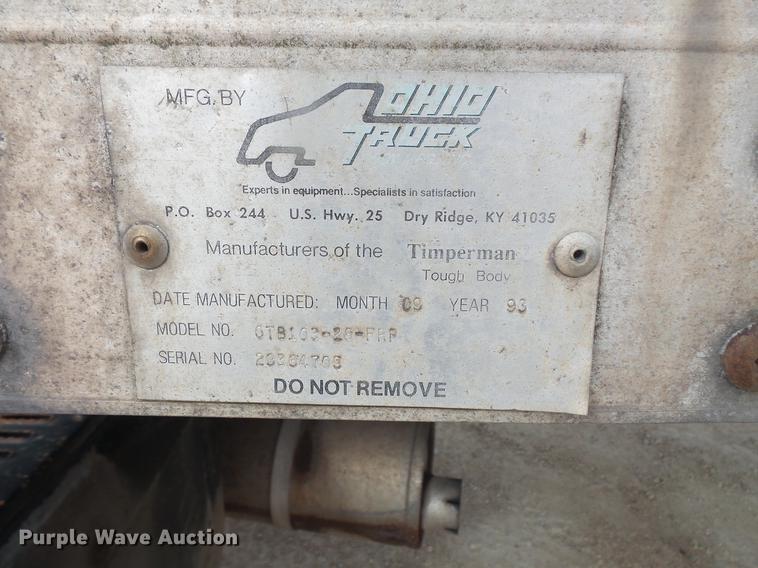 MFG. BY
OHIO
TRUCK
Experts in equipment...Specialists in satisfaction
P.O. Box 244 U.S. Hwy. 25 Dry Ridge, KY 41035
Manufacturers of the Timperman
Tough Body
DATE MANUFACTURED: MONTH 09 YEAR 93
MODEL NO.
SERIAL NO.
DO NOT REMOVE
Purple Wave Auction